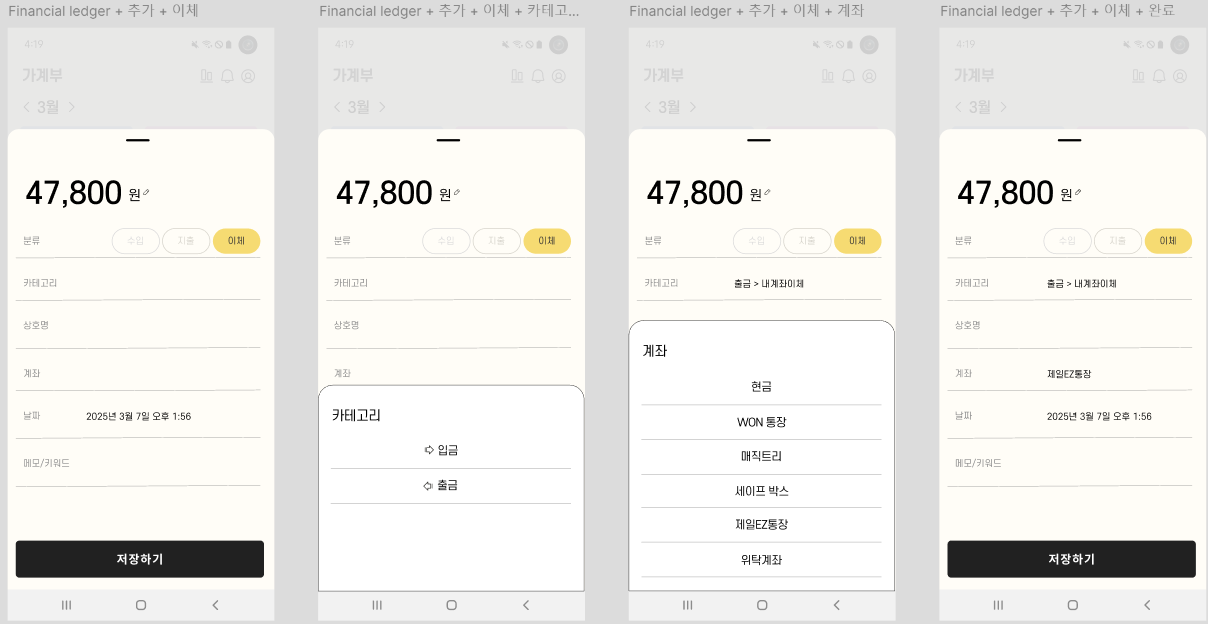 Financial ledger + 추가 + 이체
4:19
가계부
3월
47,800 원
분류 수입 지출 이체
카테고리
상호명
계좌
날짜 2025년 3월 7일 오후 1:56
메모/키워드
저장하기
Financial ledger + 추가 + 이체 + 카테고...
4:19
가계부
3월
47,800 원
분류 수입 지출 이체
카테고리
상호명
계좌
카테고리
입금
출금
Financial ledger + 추가 + 이체 + 계좌
4:19
가계부
3월
47,800 원
분류 수입 지출 이체
카테고리 출금 > 내계좌이체
계좌
현금
WON 통장
매직트리
세이프 박스
제일EZ통장
위탁계좌
Financial ledger + 추가 + 이체 + 완료
4:19
가계부
3월
47,800 원
분류 수입 지출 이체
카테고리 출금 > 내계좌이체
상호명
계좌 제일EZ통장
날짜 2025년 3월 7일 오후 1:56
메모/키워드
저장하기